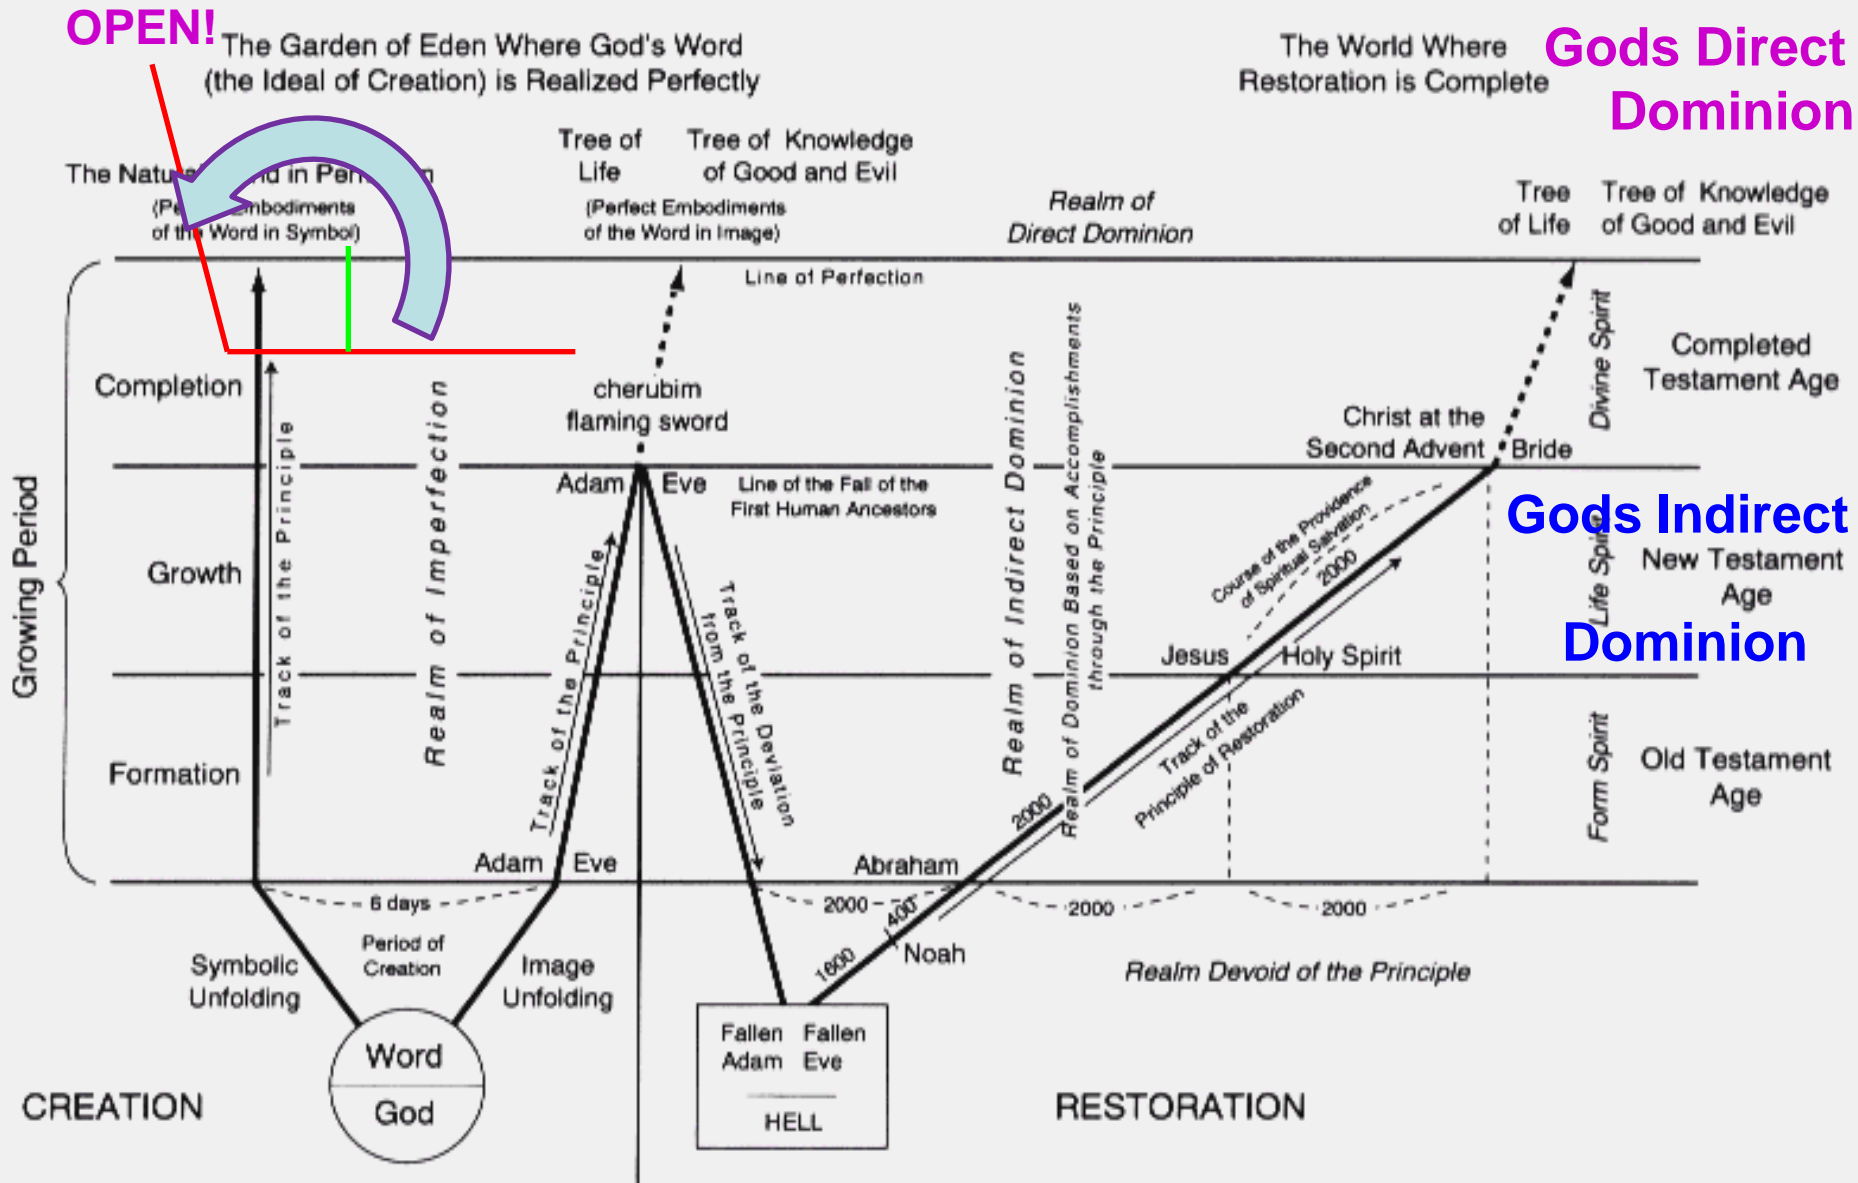 OPEN!
The Garden of Eden Where God's Word
(the Ideal of Creation) is Realized Perfectly
The World Where
Restoration is Complete
Gods Direct
Dominion
Tree of
Life
Tree of Knowledge
of Good and Evil
The Natu nd in Per n
(Pe mbodiments
of the Word in Symbol)
(Perfect Embodiments
of the Word in Image)
Realm of
Direct Dominion
Tree
of Life
Tree of Knowledge
of Good and Evil
Line of Perfection
Growing Period
Completion
Growth
Formation
Track of the Principle
Realm of Imperfection
cherubim
flaming sword
Adam Eve
Line of the Fall of the
First Human Ancestors
Track of the Principle
Track of the Deviation
from the Principle
Realm of Indirect Dominion
Realm of Dominion Based on Accomplishments
through the Principle
Christ at the
Second Advent
Bride
Course of the Providence
of Spiritual Salvation
2000
Jesus
Holy Spirit
Track of the
Principle of Restoration
2000
Divine Spirit
Life Spirit
Form Spirit
Completed
Testament Age
Gods Indirect
New Testament
Age
Dominion
Old Testament
Age
Adam Eve
Abraham
6 days
2000
400
2000
2000
Period of
Creation
Symbolic
Unfolding
Image
Unfolding
1600
Noah
Realm Devoid of the Principle
Word
God
Fallen Fallen
Adam Eve
HELL
CREATION
RESTORATION